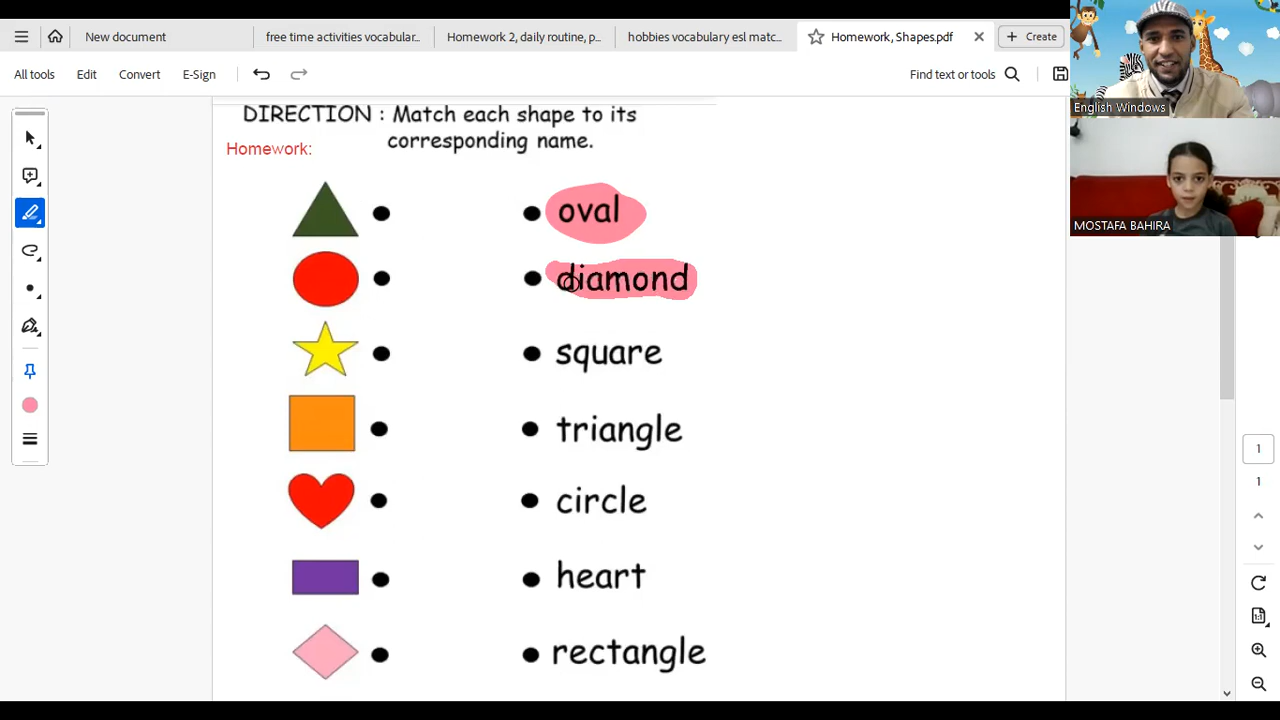 New document
free time activities vocabular...
Homework 2, daily routine, p...
hobbies vocabulary esl matc...
Homework, Shapes.pdf
Create
All tools
Edit
Convert
E-Sign
Find text or tools
English Windows
MOSTAFA BAHIRA
DIRECTION : Match each shape to its
corresponding name.
Homework:
oval
diamond
square
triangle
circle
heart
rectangle
1
1
1:1